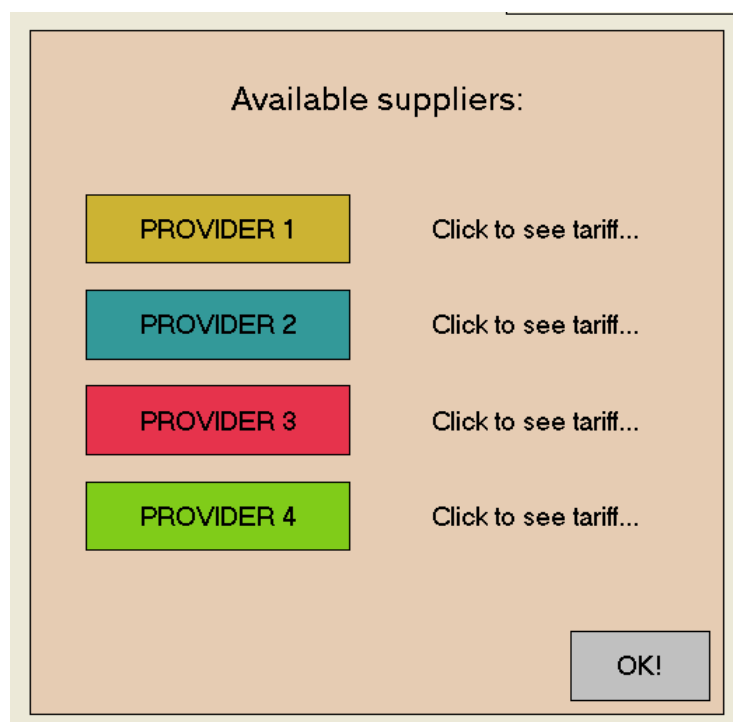 Available suppliers:
PROVIDER 1 Click to see tariff...
PROVIDER 2 Click to see tariff...
PROVIDER 3 Click to see tariff...
PROVIDER 4 Click to see tariff...
OK!